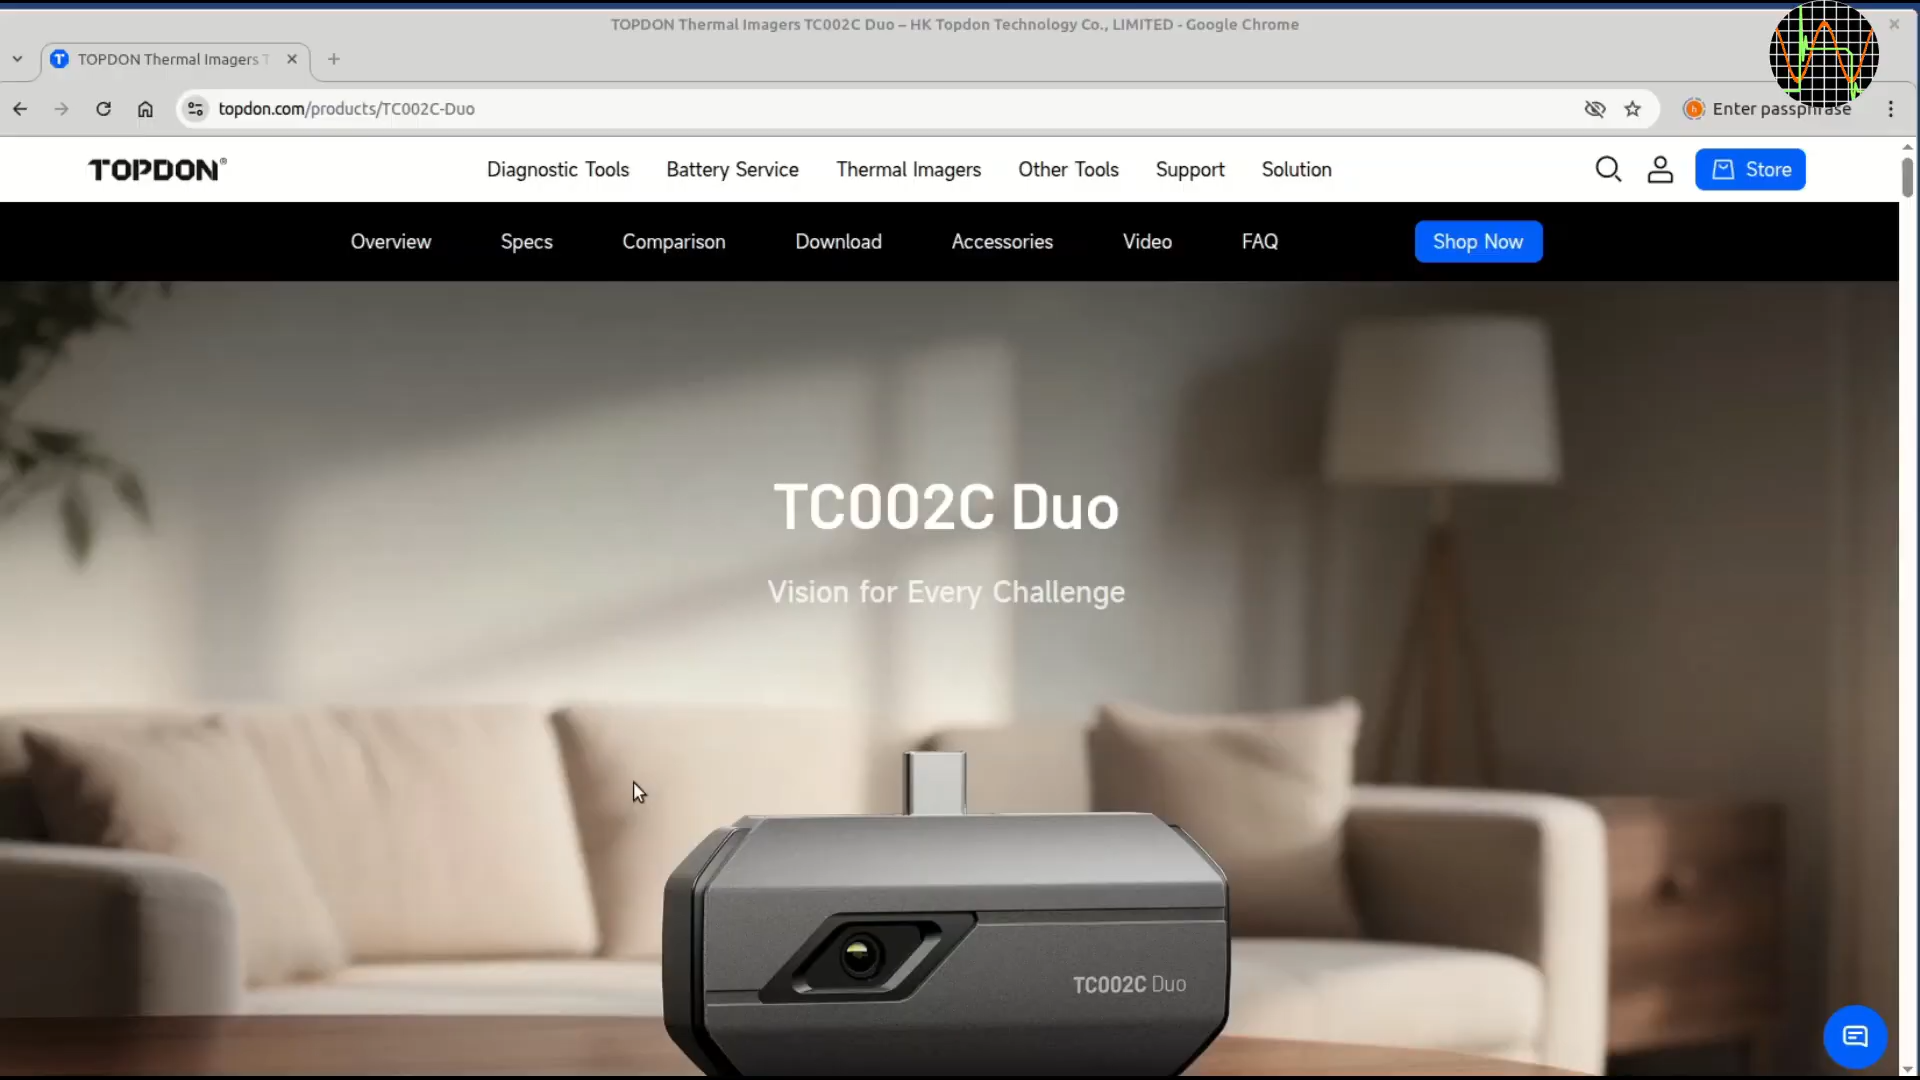 TOPDON Thermal Imagers TC002C Duo – HK Topdon Technology Co., LIMITED - Google Chrome
TOPDON Thermal Imagers T
topdon.com/products/TC002C-Duo
Enter passphrase
TOPDON®
Diagnostic Tools
Battery Service
Thermal Imagers
Other Tools
Support
Solution
Store
Overview
Specs
Comparison
Download
Accessories
Video
FAQ
Shop Now
TC002C Duo
Vision for Every Challenge
TC002C Duo